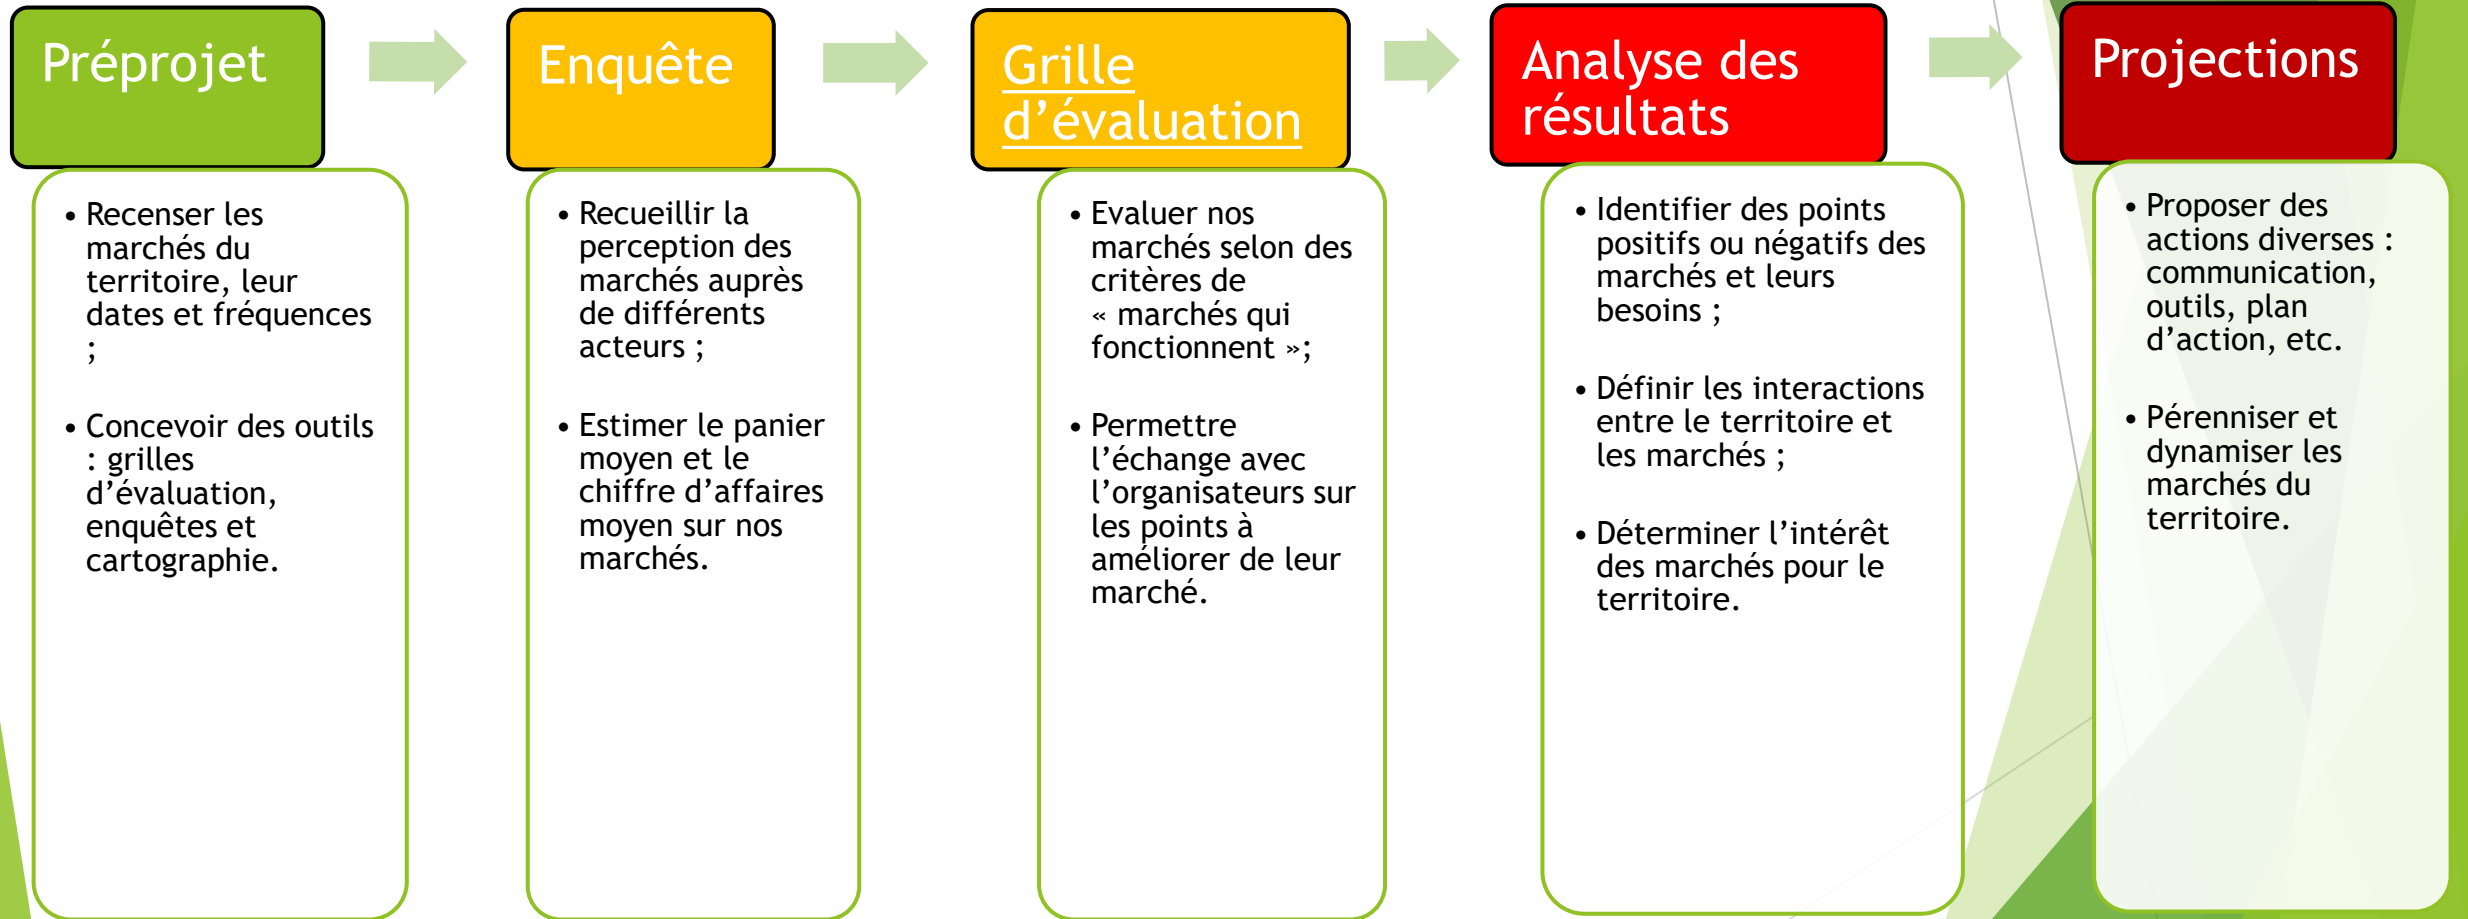 Préprojet
• Recenser les
marchés du
territoire, leur
dates et fréquences
;
• Concevoir des outils
: grilles
d’évaluation,
enquêtes et
cartographie.
Enquête
• Recueillir la
perception des
marchés auprès
de différents
acteurs ;
• Estimer le panier
moyen et le
chiffre d’affaires
moyen sur nos
marchés.
Grille
d’évaluation
• Evaluer nos
marchés selon des
critères de
« marchés qui
fonctionnent »;
• Permettre
l’échange avec
l’organisateurs sur
les points à
améliorer de leur
marché.
Analyse des
résultats
• Identifier des points
positifs ou négatifs des
marchés et leurs
besoins ;
• Définir les interactions
entre le territoire et
les marchés ;
• Déterminer l’intérêt
des marchés pour le
territoire.
Projections
• Proposer des
actions diverses :
communication,
outils, plan
d’action, etc.
• Pérenniser et
dynamiser les
marchés du
territoire.